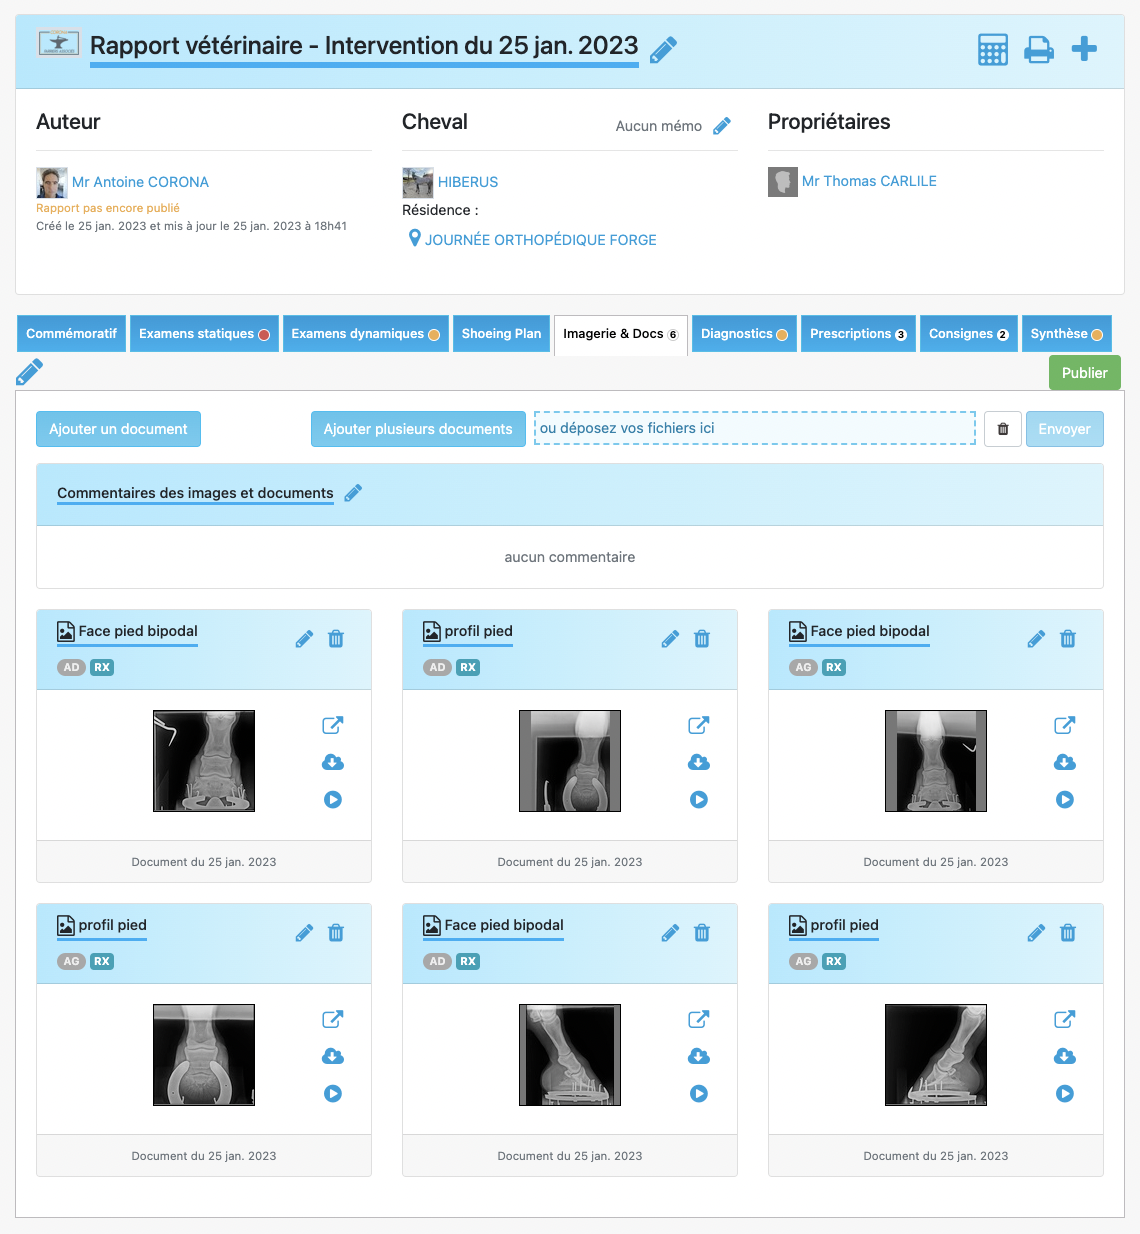 Rapport vétérinaire - Intervention du 25 jan. 2023
Auteur
Mr Antoine CORONA
Rapport pas encore publié
Créé le 25 jan. 2023 et mis à jour le 25 jan. 2023 à 18h41
Cheval
Aucun mémo
HIBERUS
Résidence :
JOURNÉE ORTHOPÉDIQUE FORGE
Propriétaires
Mr Thomas CARLILE
Commémoratif
Examens statiques
Examens dynamiques
Shoeing Plan
Imagerie & Docs 6
Diagnostics
Prescriptions 3
Consignes 2
Synthèse
Publier
Ajouter un document
Ajouter plusieurs documents
ou déposez vos fichiers ici
Envoyer
Commentaires des images et documents
aucun commentaire
Face pied bipodal
AD RX
Document du 25 jan. 2023
profil pied
AD RX
Document du 25 jan. 2023
Face pied bipodal
AG RX
Document du 25 jan. 2023
profil pied
AG RX
Document du 25 jan. 2023
Face pied bipodal
AD RX
Document du 25 jan. 2023
profil pied
AG RX
Document du 25 jan. 2023